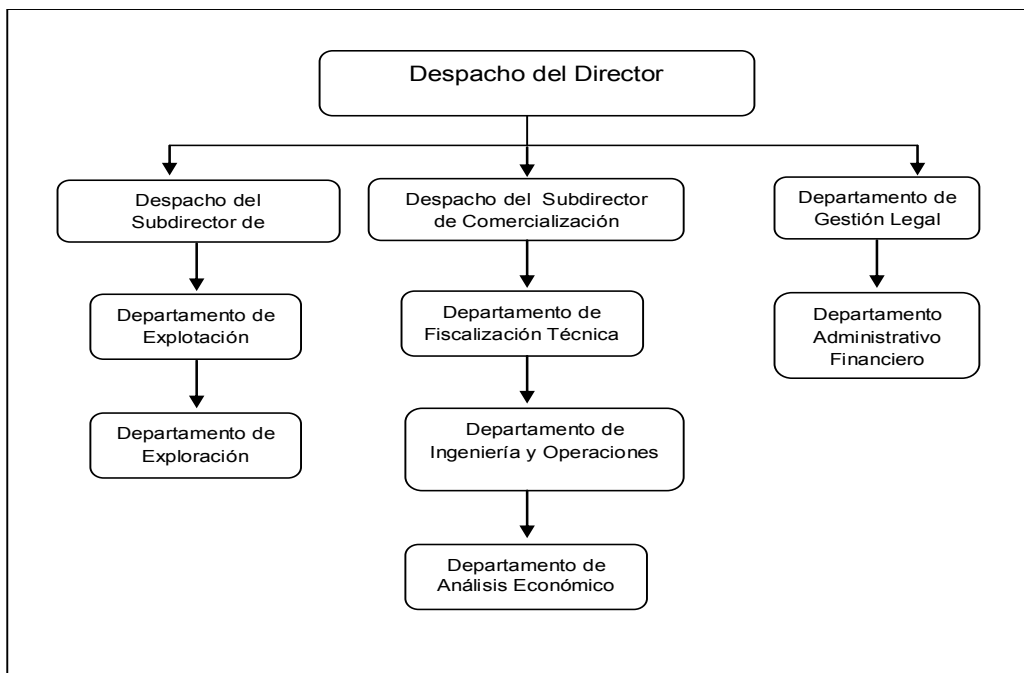 Despacho del Director
Despacho del
Subdirector de
Despacho del Subdirector
de Comercialización
Departamento de
Gestión Legal
Departamento de
Explotación
Departamento de
Fiscalización Técnica
Departamento
Administrativo
Financiero
Departamento de
Exploración
Departamento de
Ingeniería y Operaciones
Departamento de
Análisis Económico